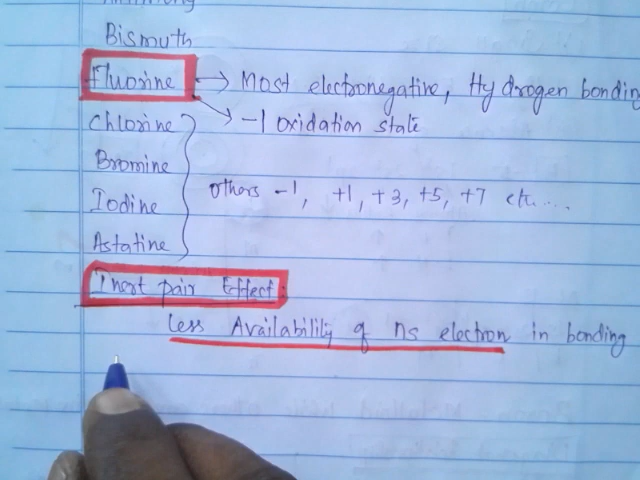 Bismuth
Fluorine → Most electronegative, Hydrogen bonding
→ -1 oxidation state
Chlorine
Bromine
others -1, +1, +3, +5, +7 etc....
Iodine
Astatine
Inert pair Effect:
Less Availability of ns electron in bonding